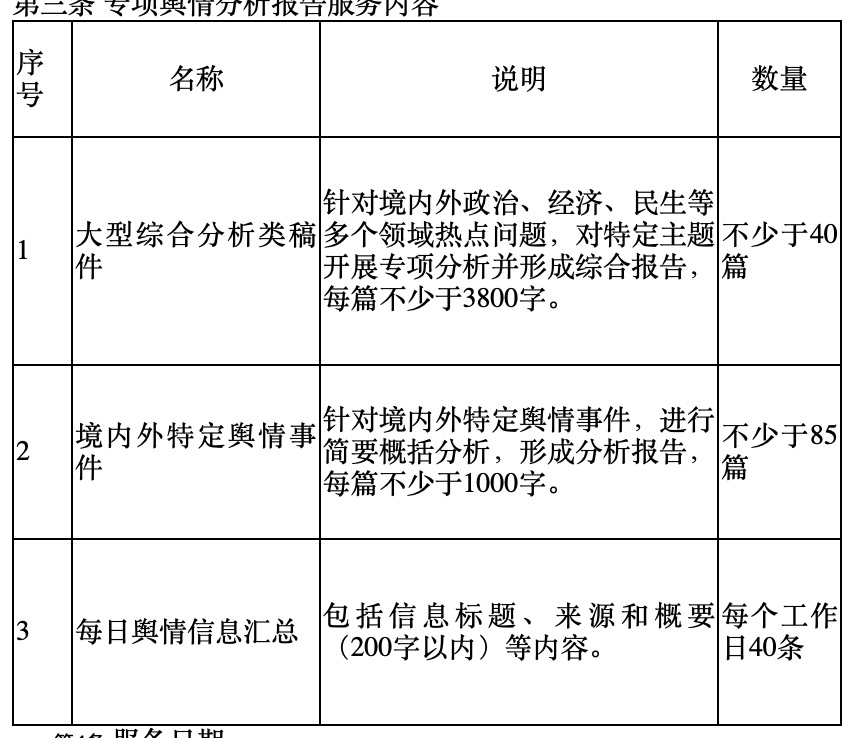 第三条 专项舆情分析报告服务内容
序号
名称
说明
数量
1
大型综合分析类稿
件
针对境内外政治、经济、民生等
多个领域热点问题，对特定主题
开展专项分析并形成综合报告，
每篇不少于3800字。
不少于40
篇
2
境内外特定舆情事
件
针对境内外特定舆情事件，进行
简要概括分析，形成分析报告，
每篇不少于1000字。
不少于85
篇
3
每日舆情信息汇总
包括信息标题、来源和概要
（200字以内）等内容。
每个工作
日40条